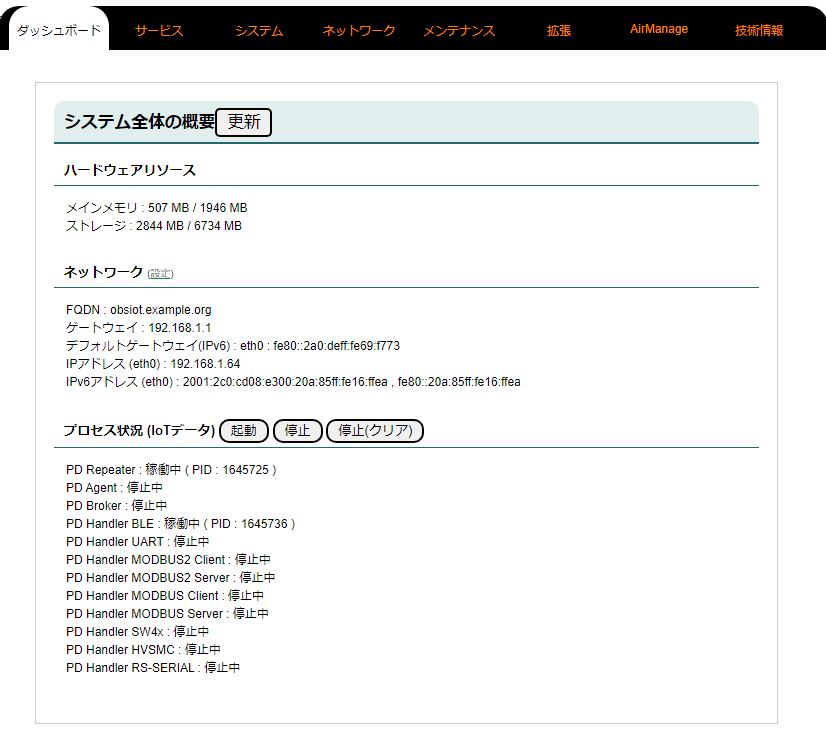 ダッシュボード サービス システム ネットワーク メンテナンス 拡張 AirManage 技術情報
システム全体の概要 更新
ハードウェアリソース
メインメモリ : 507 MB / 1946 MB
ストレージ : 2844 MB / 6734 MB
ネットワーク (設定)
FQDN : obsiot.example.org
ゲートウェイ : 192.168.1.1
デフォルトゲートウェイ(IPv6) : eth0 : fe80::2a0:deff:fe69:f773
IPアドレス (eth0) : 192.168.1.64
IPv6アドレス (eth0) : 2001:2c0:cd08:e300:20a:85ff:fe16:ffea , fe80::20a:85ff:fe16:ffea
プロセス状況 (IoTデータ) 起動 停止 停止(クリア)
PD Repeater : 稼働中 ( PID : 1645725 )
PD Agent : 停止中
PD Broker : 停止中
PD Handler BLE : 稼働中 ( PID : 1645736 )
PD Handler UART : 停止中
PD Handler MODBUS2 Client : 停止中
PD Handler MODBUS2 Server : 停止中
PD Handler MODBUS Client : 停止中
PD Handler MODBUS Server : 停止中
PD Handler SW4x : 停止中
PD Handler HVSMC : 停止中
PD Handler RS-SERIAL : 停止中